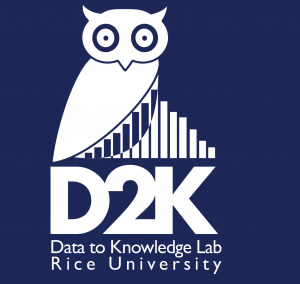 D2K
Data to Knowledge Lab
Rice University